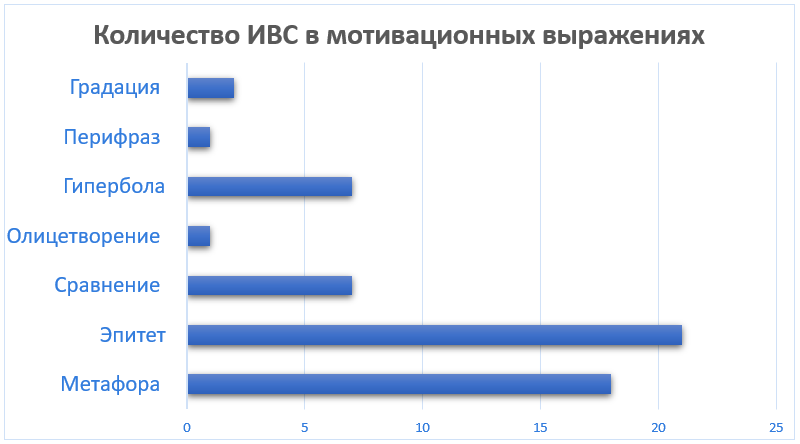 Количество ИВС в мотивационных выражениях
Градация
Перифраз
Гипербола
Олицетворение
Сравнение
Эпитет
Метафора
0 5 10 15 20 25